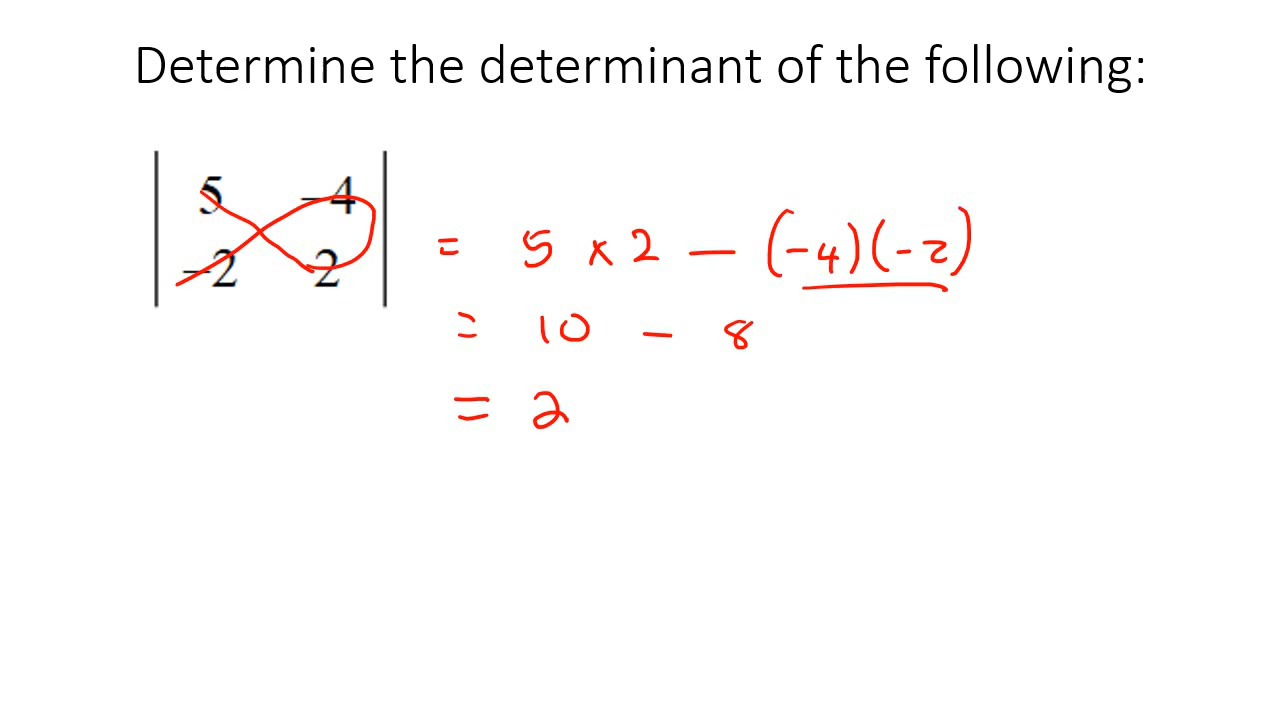 Determine the determinant of the following:
| 5 −4 |
| −2 2 |
= 5 × 2 − (-4)(-2)
= 10 − 8
= 2